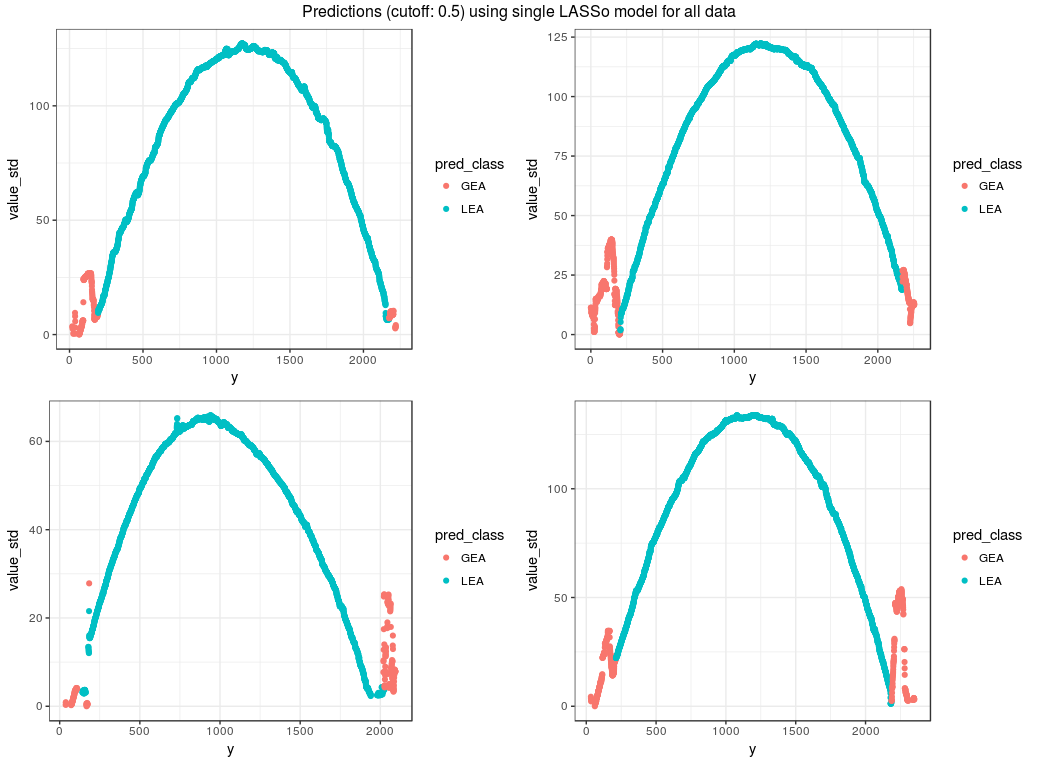 Predictions (cutoff: 0.5) using single LASSo model for all data
value_std
100
50
0
0 500 1000 1500 2000
y
pred_class
GEA
LEA
value_std
125
100
75
50
25
0
0 500 1000 1500 2000
y
pred_class
GEA
LEA
value_std
60
40
20
0
0 500 1000 1500 2000
y
pred_class
GEA
LEA
value_std
100
50
0
0 500 1000 1500 2000
y
pred_class
GEA
LEA